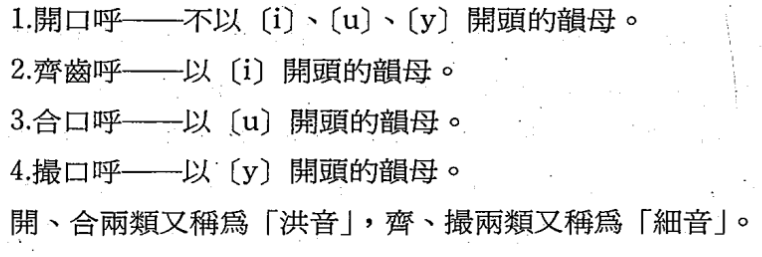 1.開口呼——不以〔i〕、〔u〕、〔y〕開頭的韻母。
2.齊齒呼——以〔i〕開頭的韻母。
3.合口呼——以〔u〕開頭的韻母。
4.撮口呼——以〔y〕開頭的韻母。
開、合兩類又稱爲「洪音」，齊、撮兩類又稱爲「細音」。